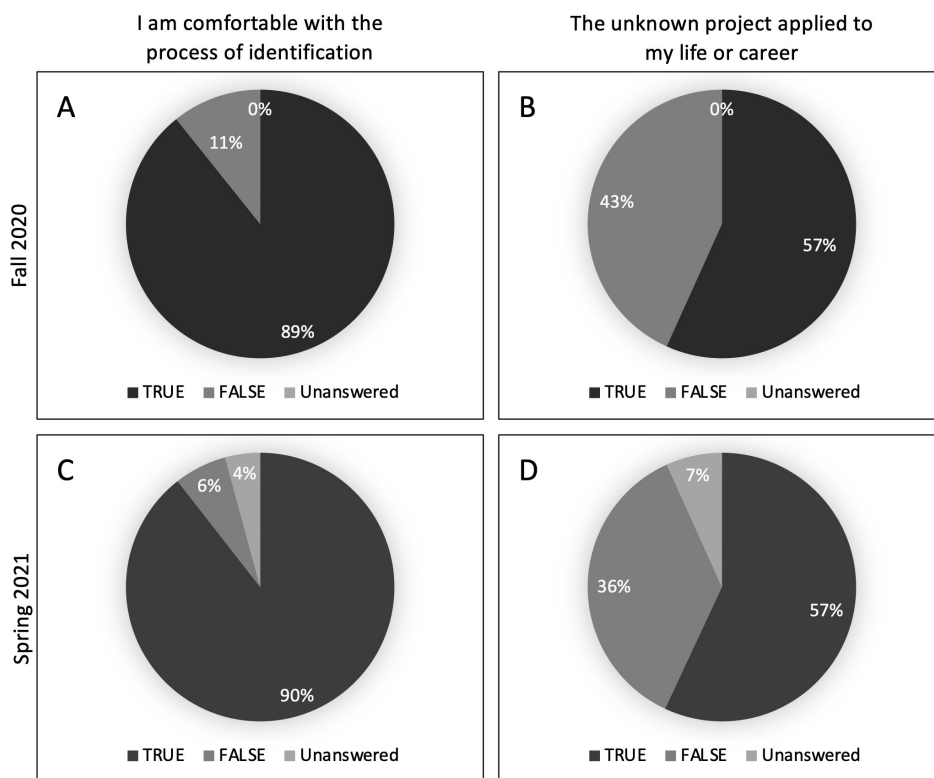 I am comfortable with the
process of identification
The unknown project applied to
my life or career
Fall 2020
A
0%
11%
89%
TRUE FALSE Unanswered
B
0%
43%
57%
TRUE FALSE Unanswered
Spring 2021
C
4%
6%
90%
TRUE FALSE Unanswered
D
7%
36%
57%
TRUE FALSE Unanswered